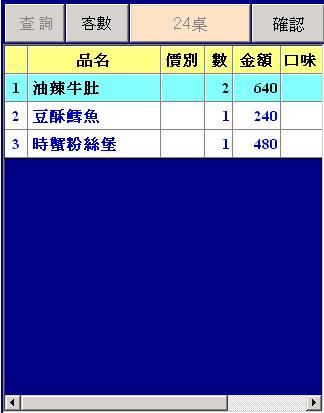 查詢 客數 24桌 確認
品名 價別 數 金額 口味
1 油辣牛肚 2 640
2 豆酥鳕魚 1 240
3 時蟹粉絲堡 1 480